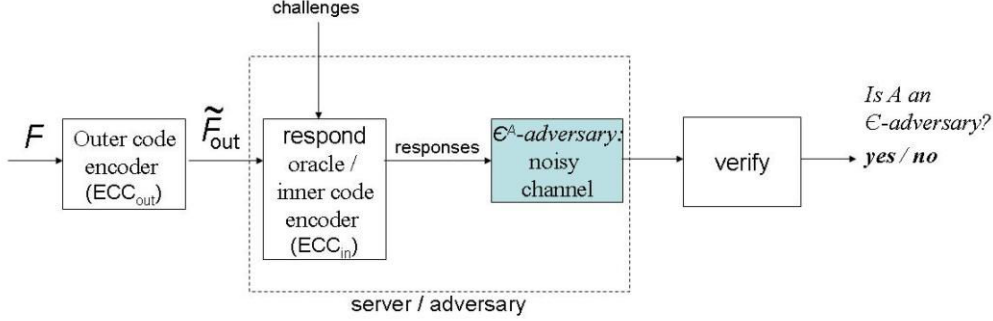 challenges
F
Outer code
encoder
(ECCout)
F̃out
respond
oracle /
inner code
encoder
(ECCin)
responses
ЄA-adversary:
noisy
channel
verify
Is A an
Є-adversary?
yes / no
server / adversary